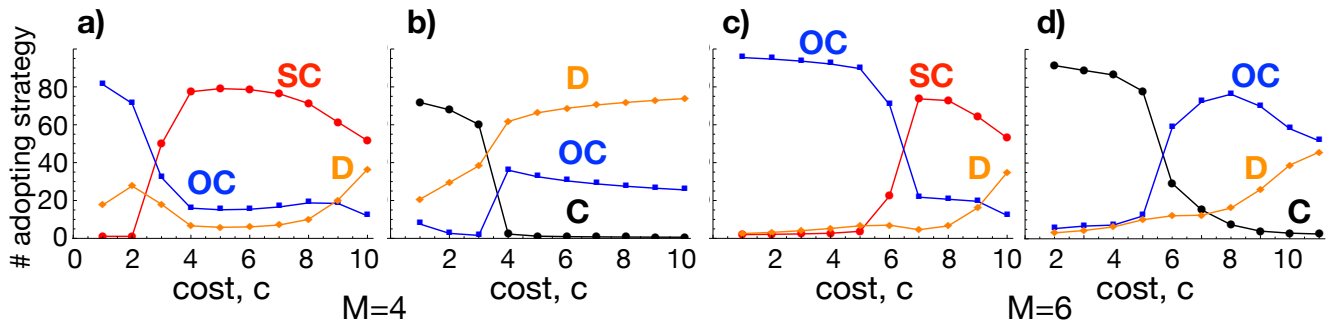 a) b) c) d)
# adopting strategy
80
60
40
20
0
SC
OC
D
0 2 4 6 8 10
cost, c
D
OC
C
2 4 6 8 10
cost, c
M=4
OC
SC
D
2 4 6 8 10
cost, c
OC
D
C
2 4 6 8 10
cost, c
M=6